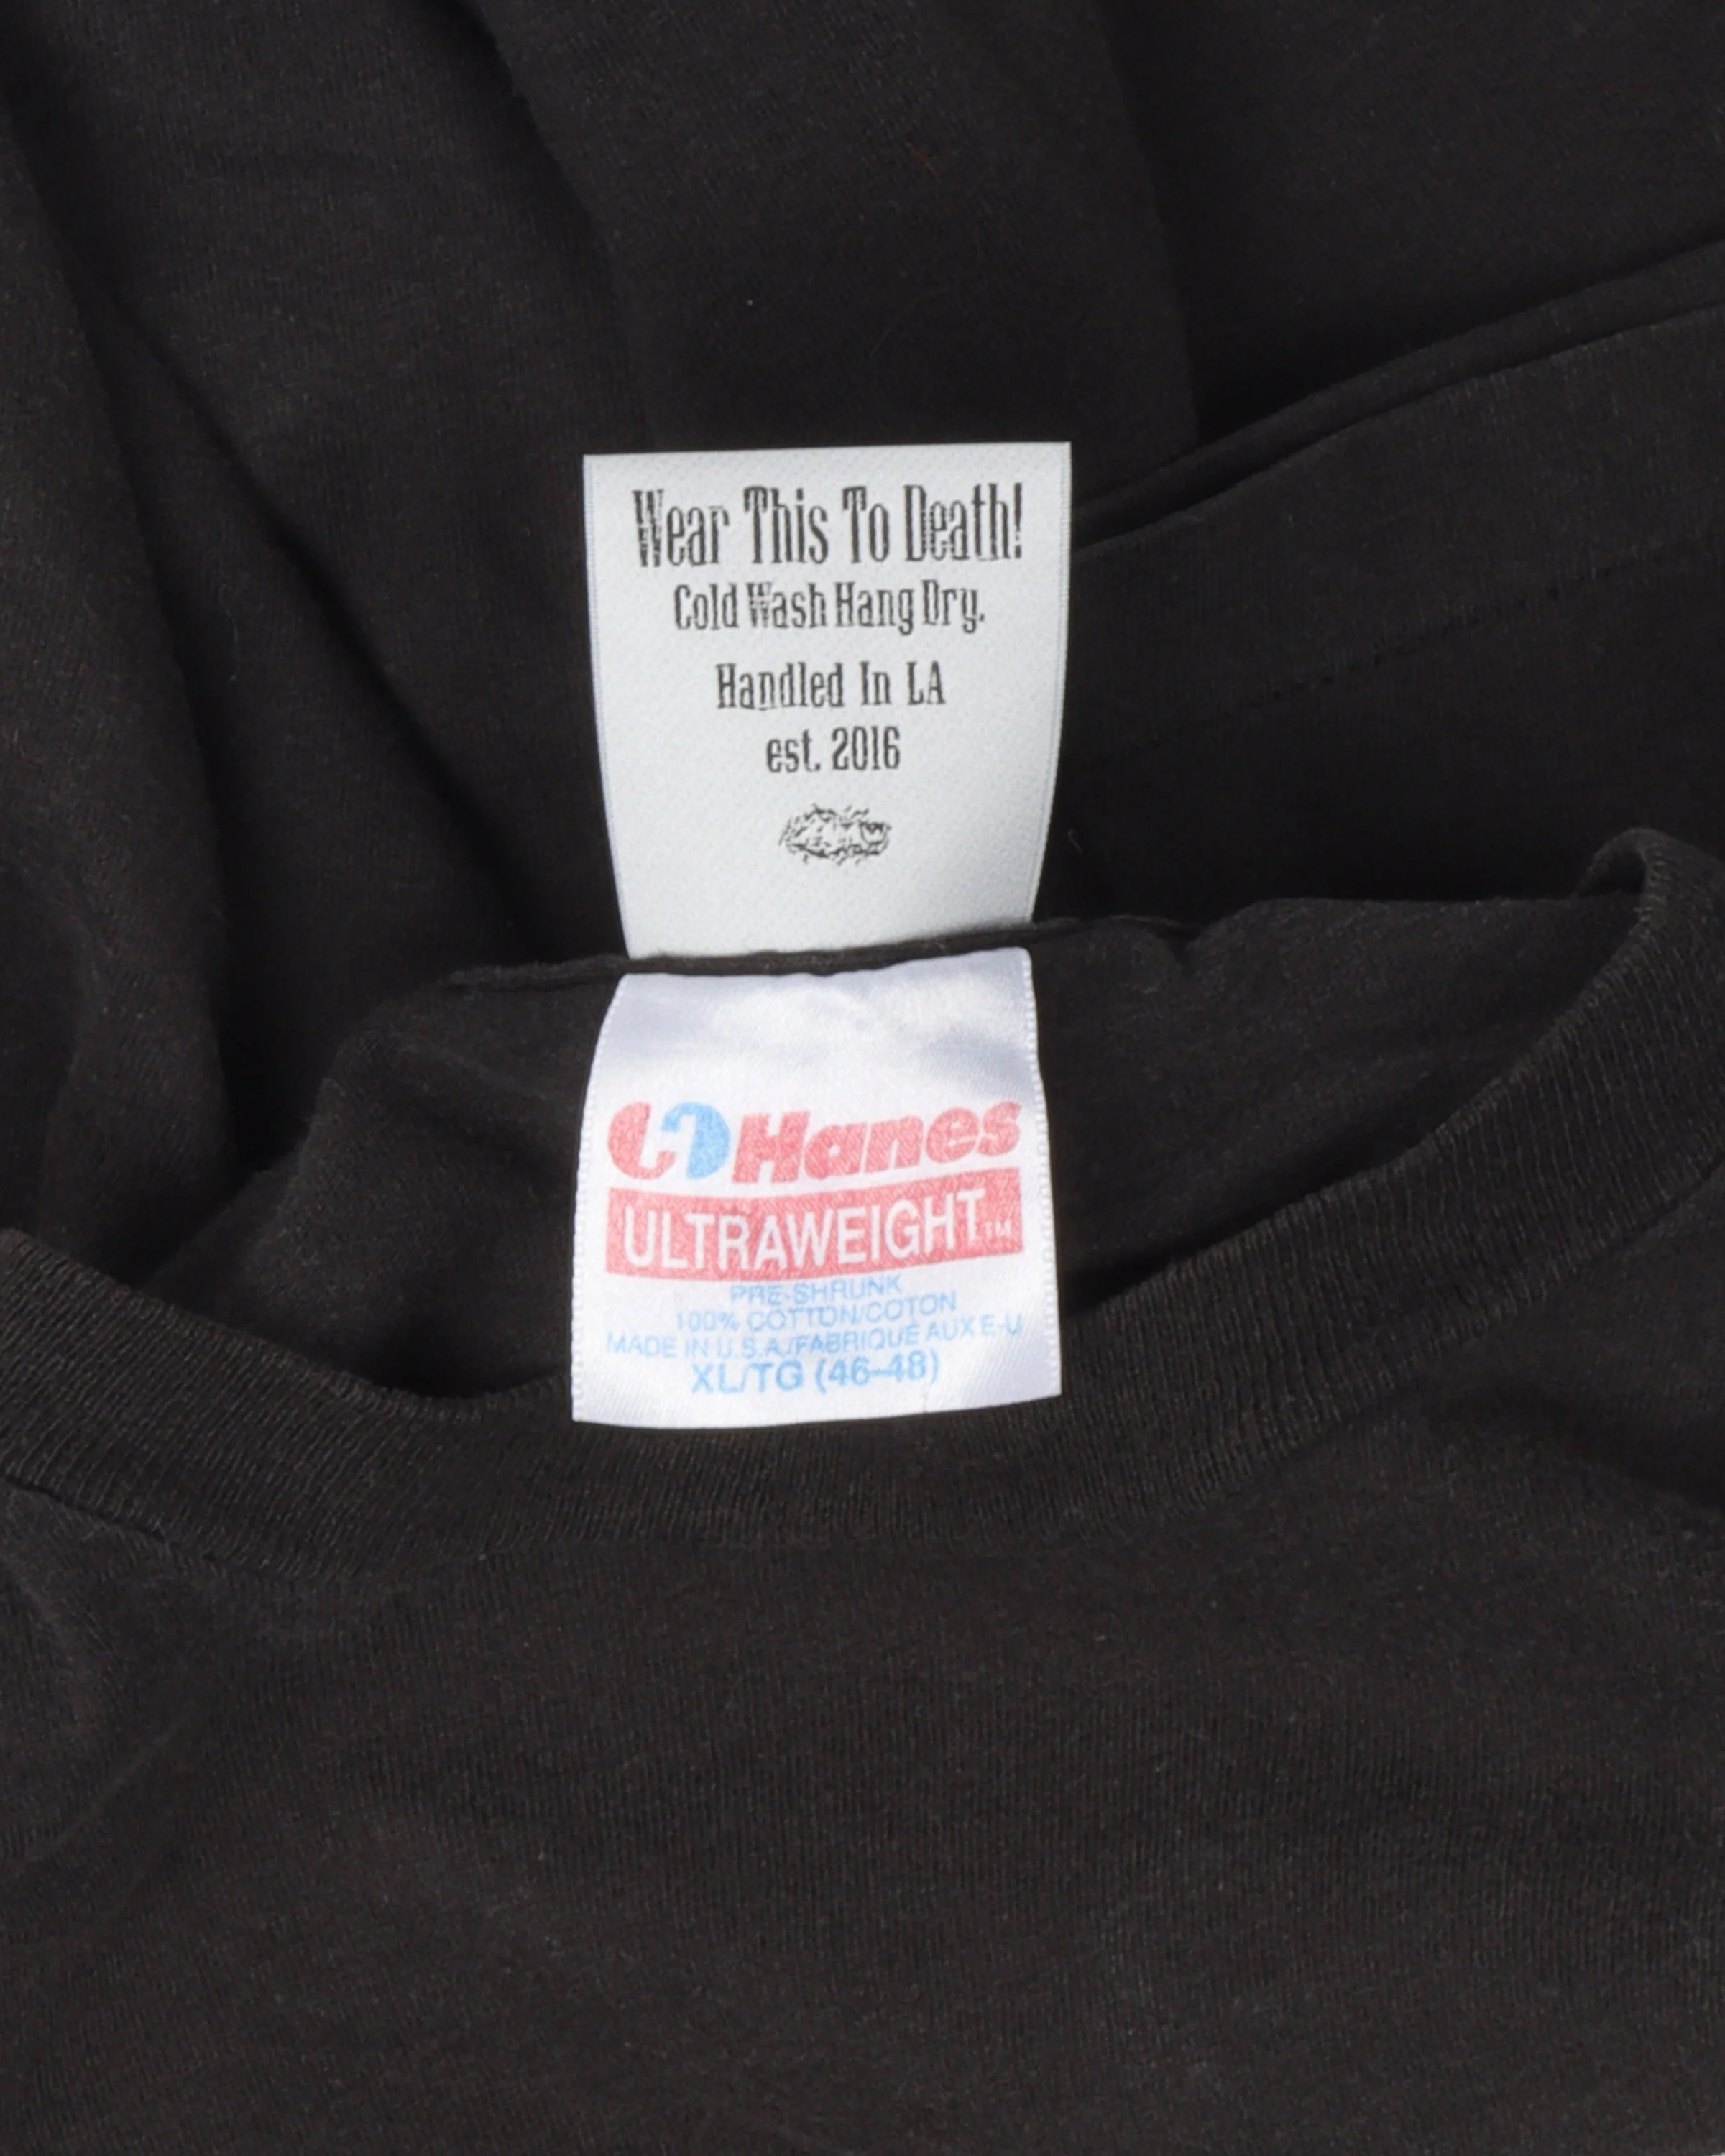 Wear This To Death!
Cold Wash Hang Dry.
Handled In LA
est. 2016
Hanes
ULTRAWEIGHT™
PRE-SHRUNK
100% COTTON/COTON
MADE IN U.S.A./FABRIQUÉ AUX E-U
XL/TG (46-48)